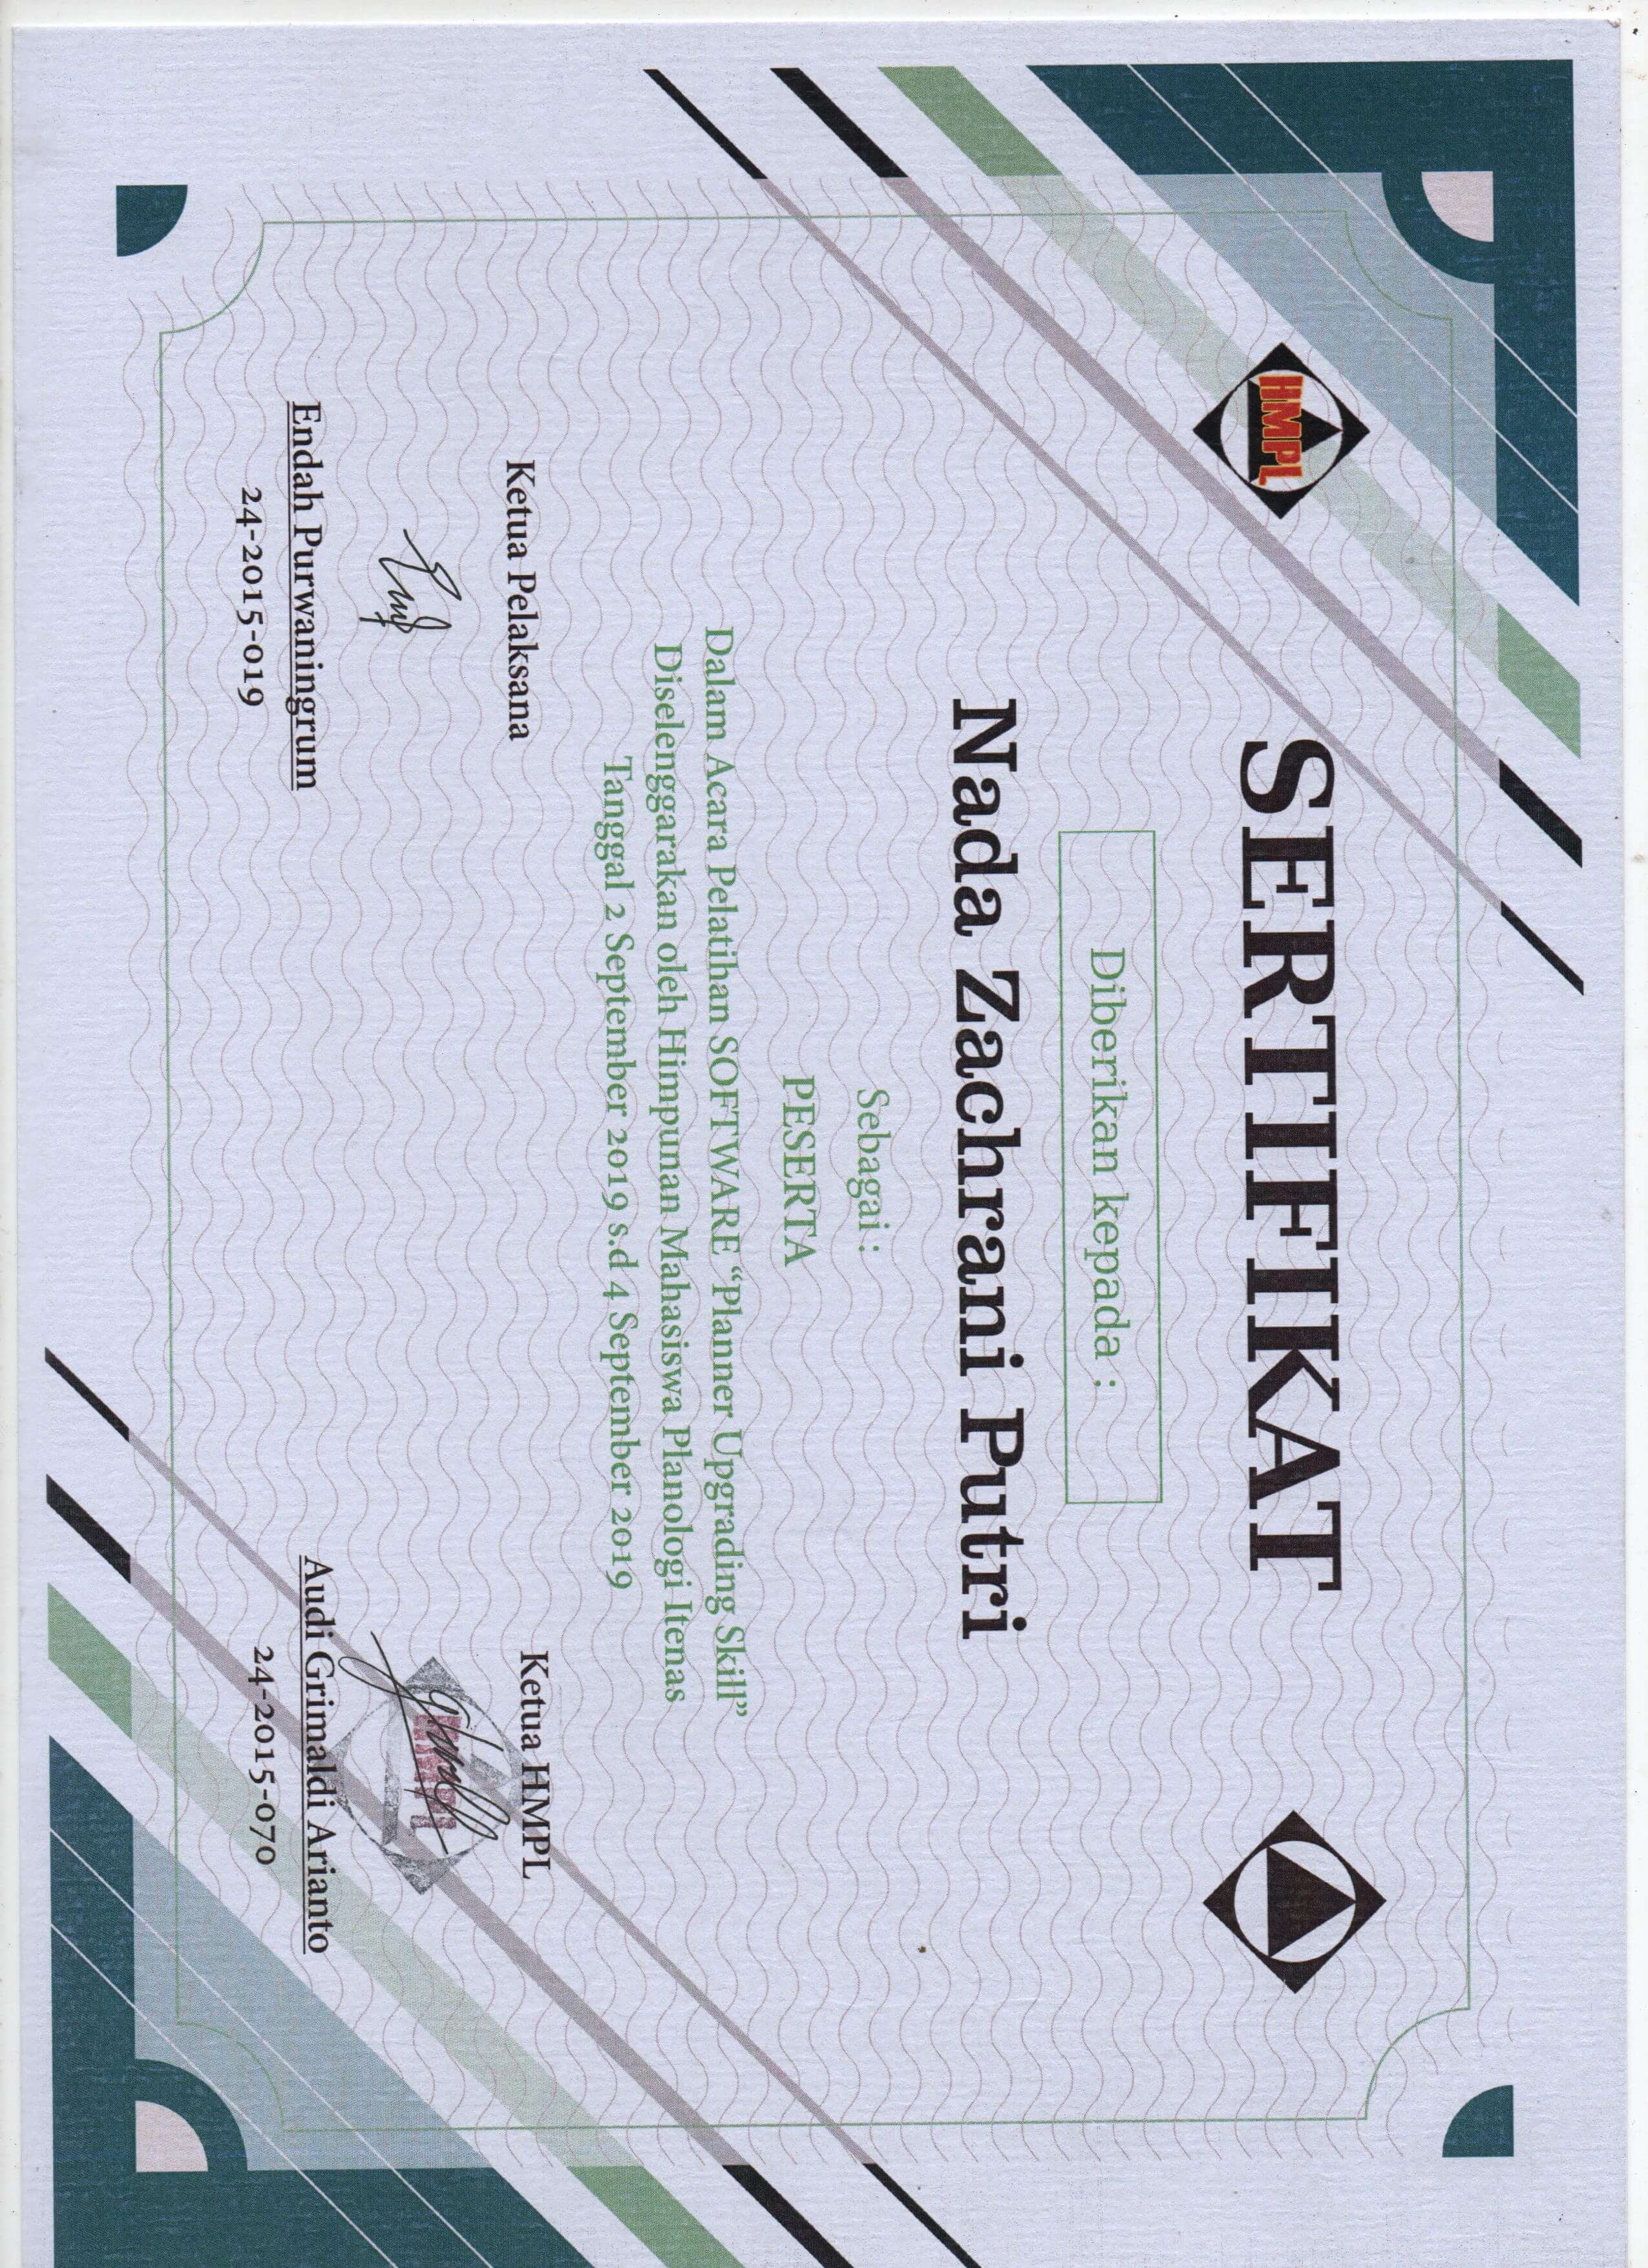 HMPL
SERTIFIKAT
Diberikan kepada :
Nada Zachrani Putri
Sebagai :
PESERTA
Dalam Acara Pelatihan SOFTWARE “Planner Upgrading Skill”
Diselenggarakan oleh Himpunan Mahasiswa Planologi Itenas
Tanggal 2 September 2019 s.d 4 September 2019
Ketua Pelaksana
Endah Purwaningrum
24-2015-019
Ketua HMPL
HMPL
Audi Grimaldi Arianto
24-2015-070